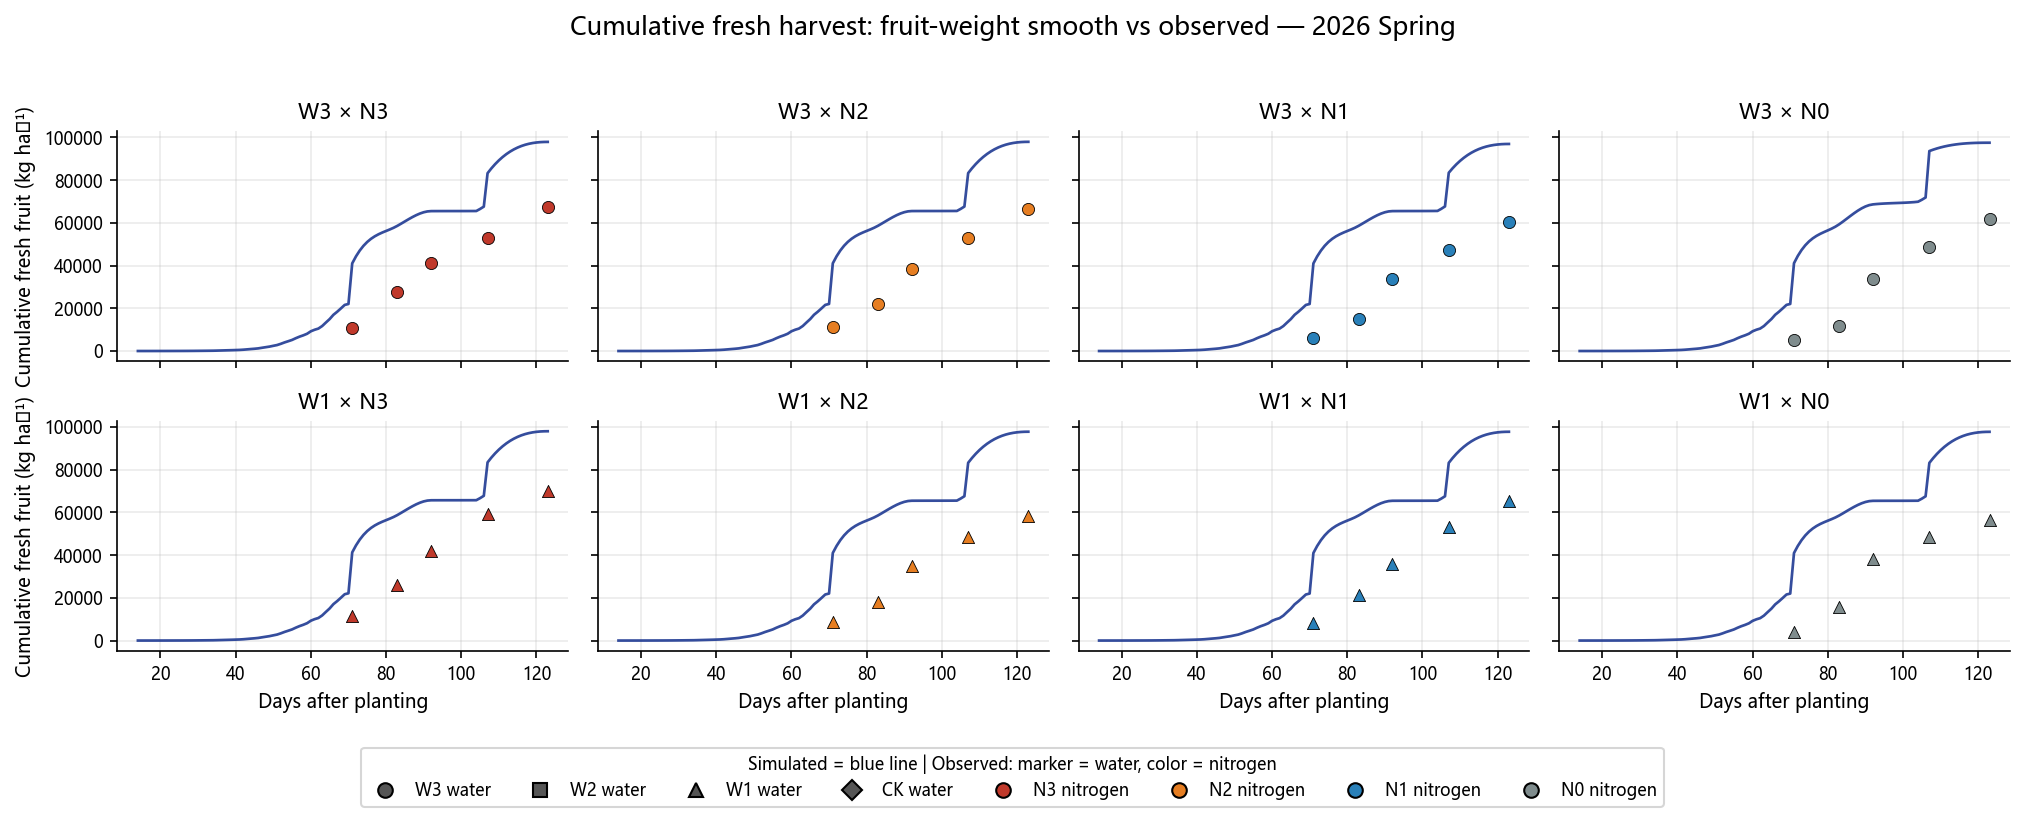 Cumulative fresh harvest: fruit-weight smooth vs observed — 2026 Spring
W3 × N3
W3 × N2
W3 × N1
W3 × N0
Cumulative fresh fruit (kg ha□¹)
100000
80000
60000
40000
20000
0
W1 × N3
W1 × N2
W1 × N1
W1 × N0
Cumulative fresh fruit (kg ha□¹)
100000
80000
60000
40000
20000
0
20 40 60 80 100 120
20 40 60 80 100 120
20 40 60 80 100 120
20 40 60 80 100 120
Days after planting
Days after planting
Days after planting
Days after planting
Simulated = blue line | Observed: marker = water, color = nitrogen
W3 water W2 water W1 water CK water N3 nitrogen N2 nitrogen N1 nitrogen N0 nitrogen